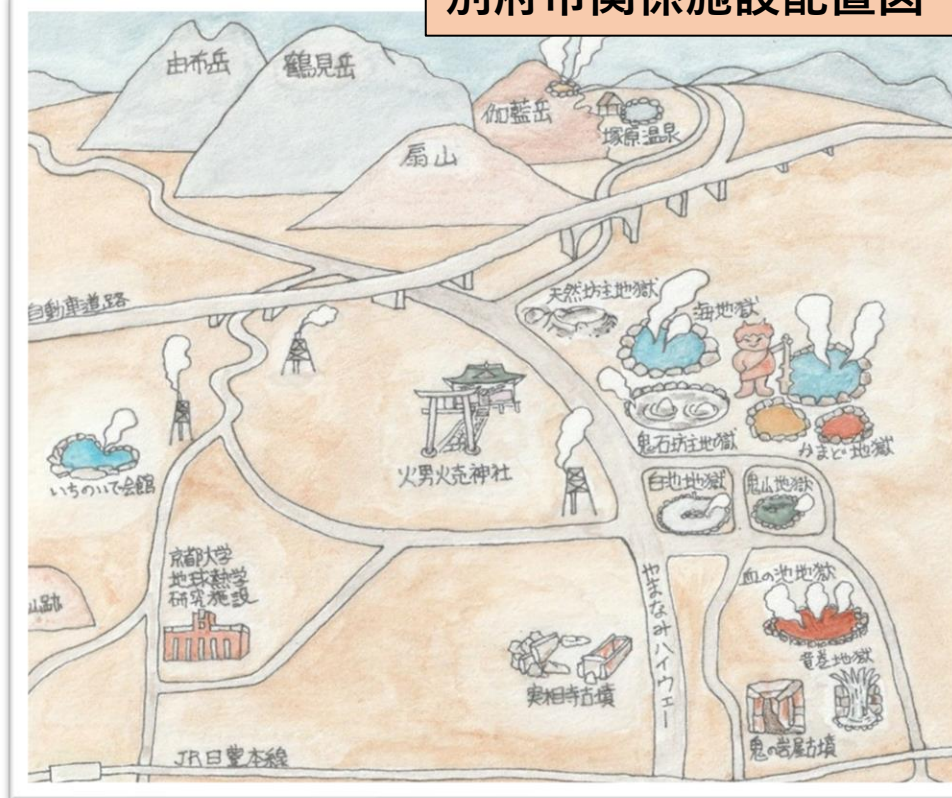 別府市関係施設配置図
由布岳
鶴見岳
伽藍岳
塚原温泉
扇山
自動車道路
天然坊主地獄
海地獄
鬼石坊主地獄
かまど地獄
いちのいで会館
火男火売神社
白池地獄
鬼山地獄
京都大学
地球熱学
研究施設
山跡
やまなみハイウェー
血の池地獄
竜巻地獄
実相寺古墳
鬼の岩屋古墳
JR日豊本線